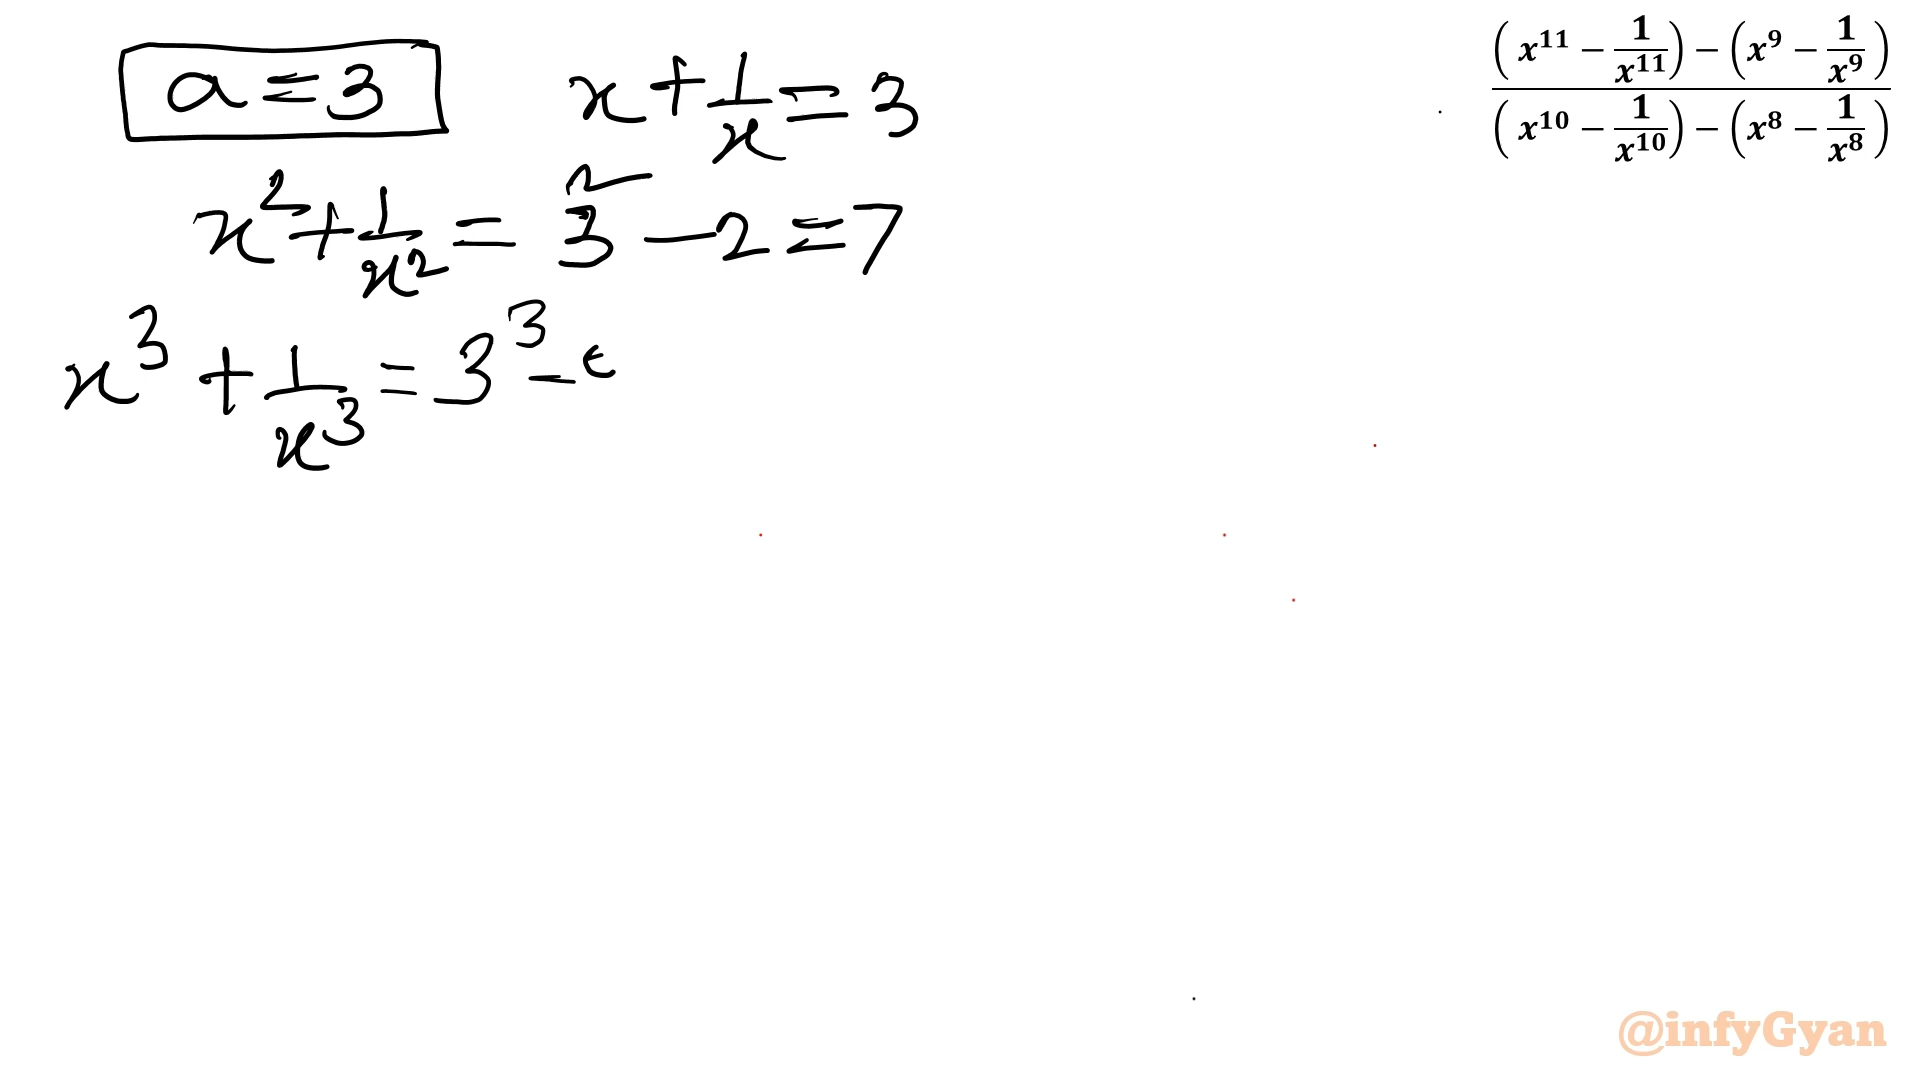 a = 3
x + 1/x = 3
(x¹¹ − 1/x¹¹) − (x⁹ − 1/x⁹)
(x¹⁰ − 1/x¹⁰) − (x⁸ − 1/x⁸)
x² + 1/x² = 3² − 2 = 7
x³ + 1/x³ = 3³ −
@infyGyan